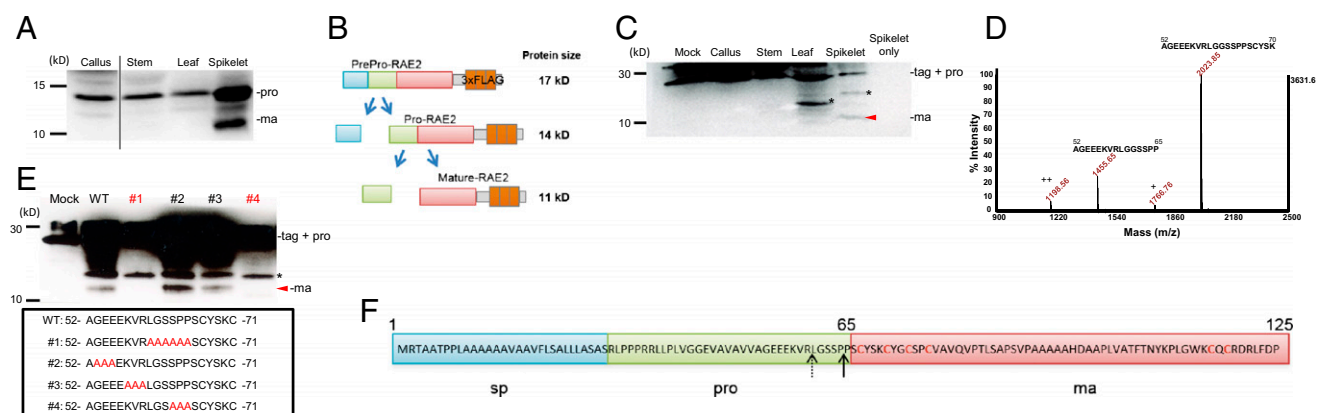 A
(kD)
Callus Stem Leaf Spikelet
15
-pro
-ma
10
B
Protein size
PrePro-RAE2
3xFLAG
17 kD
Pro-RAE2
14 kD
Mature-RAE2
11 kD
C
(kD)
Mock Callus Stem Leaf Spikelet Spikelet only
30
-tag + pro
*
*
-ma
10
D
52 70
AGEEEKVRLGGSSPPSCYSK
2023.85
3631.6
52 65
AGEEEKVRLGGSSPP
1455.65
++
1198.56
+
1766.76
% Intensity
100
90
80
70
60
50
40
30
20
10
0
900 1220 1540 1860 2180 2500
Mass (m/z)
E
Mock WT #1 #2 #3 #4
(kD)
30
-tag + pro
*
-ma
10
WT: 52- AGEEEKVRLGSSPPSCYSKC -71
#1: 52- AGEEEKVRAAAAAASCYSKC -71
#2: 52- AAAAEKVRLGSSPPSCYSKC -71
#3: 52- AGEEEAAALGSSPPSCYSKC -71
#4: 52- AGEEEKVRLGSAAASCYSKC -71
F
1 65 125
MRTAATPPLAAAAAAVAAVFLSALLLASASRLPPPRRLLPLVGGEVAVAVVAGEEEKVRLGSSPPSCYSKCYGCSPCVAVQVPTLSAPSVPAAAAAHDAAPLVATFTNYKPLGWKCQCRDRLFDP
sp pro ma